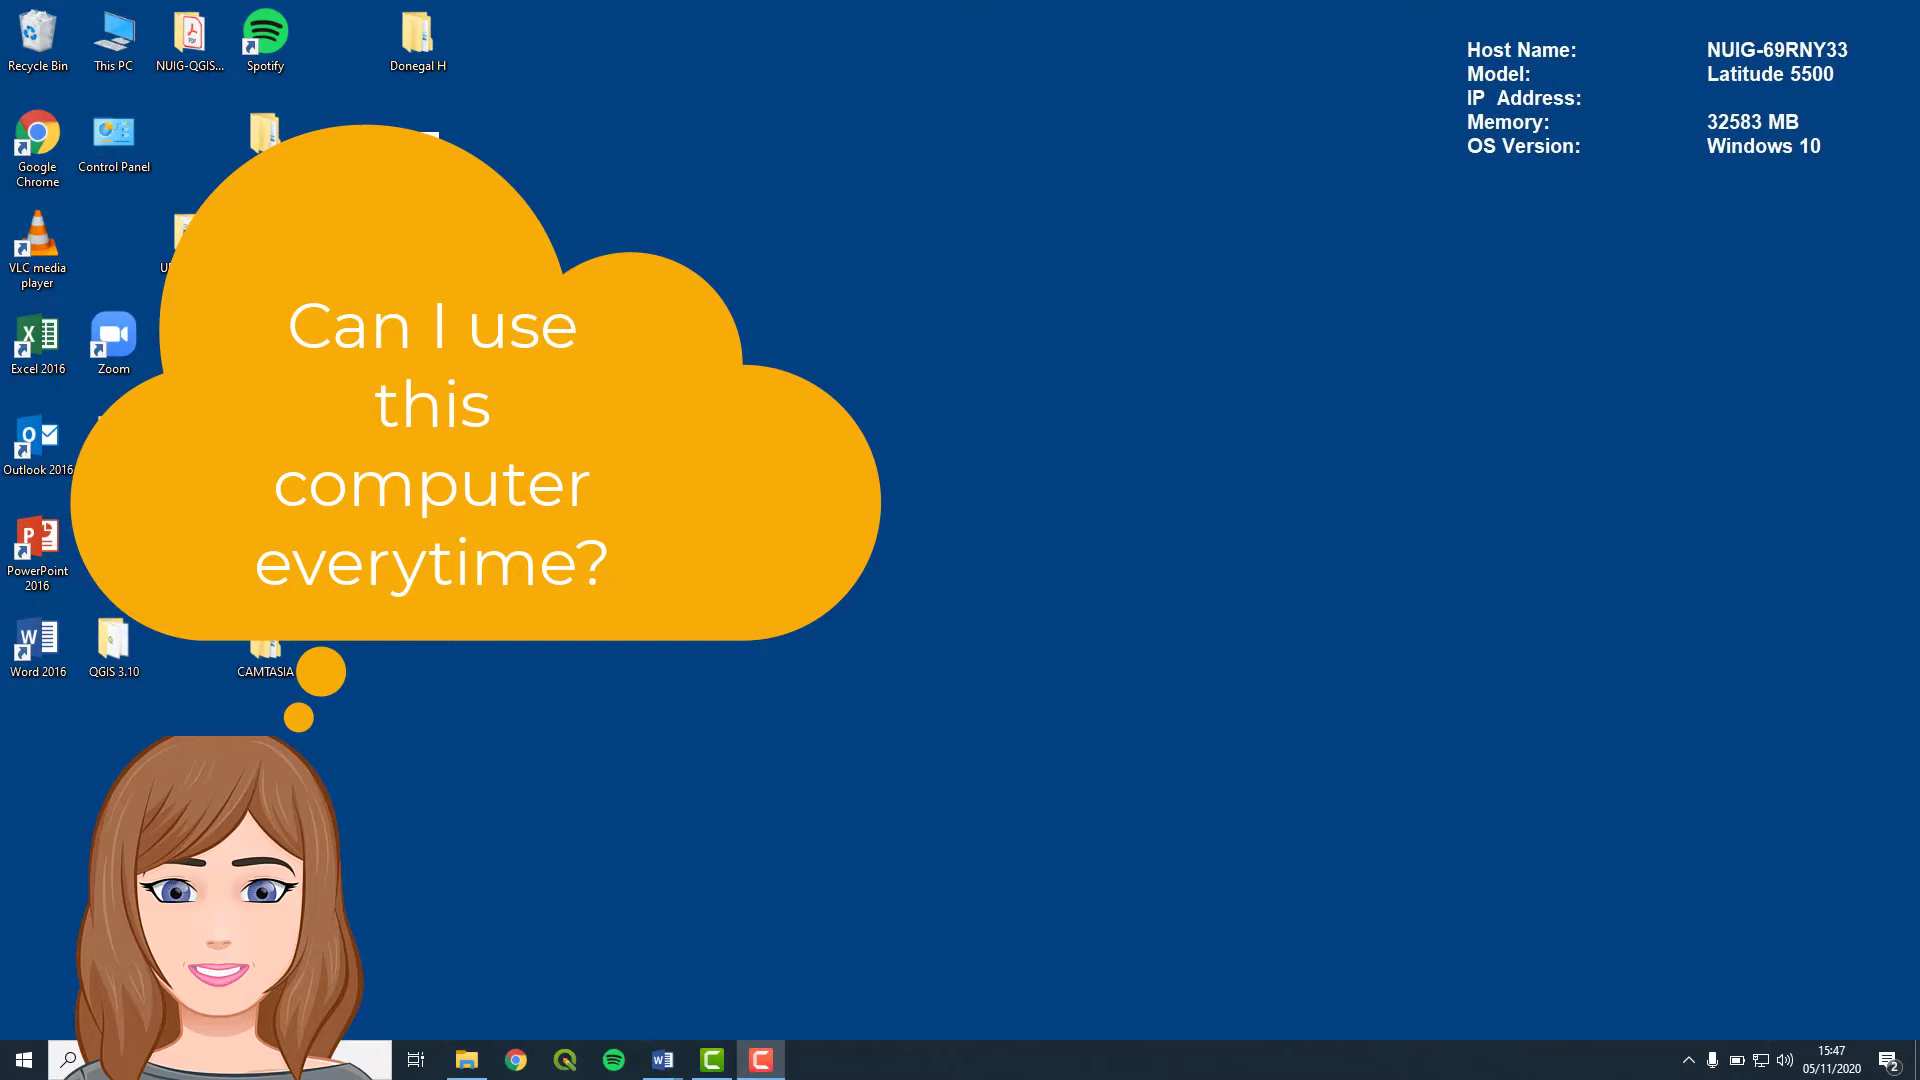 Recycle Bin
This PC
NUIG-QGIS...
Spotify
Donegal H
Host Name: NUIG-69RNY33
Model: Latitude 5500
IP Address:
Memory: 32583 MB
OS Version: Windows 10
Google
Chrome
Control Panel
VLC media
player
Excel 2016
Zoom
Outlook 2016
PowerPoint
2016
Word 2016
QGIS 3.10
CAMTASIA
Can I use
this
computer
everytime?
15:47
05/11/2020
2